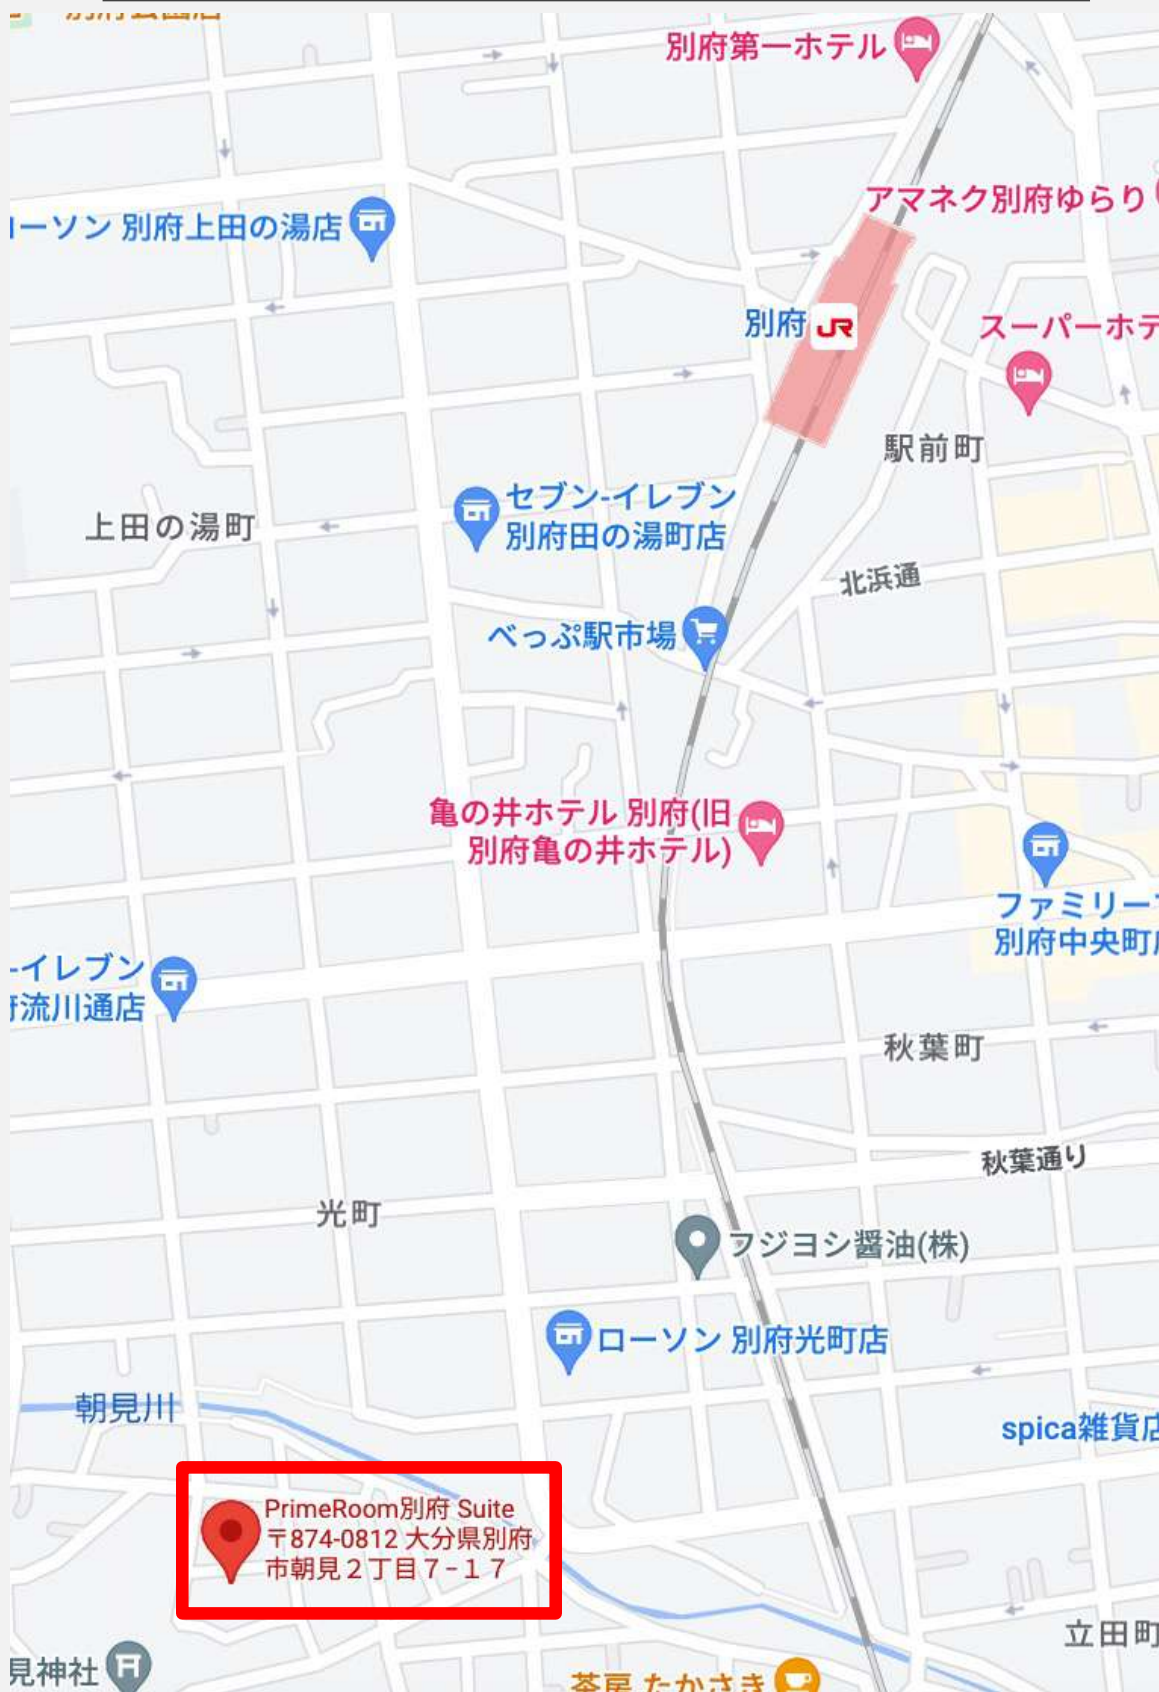 別府第一ホテル
アマネク別府ゆらり
ーソン 別府上田の湯店
別府 JR
スーパーホテ
駅前町
セブン-イレブン
別府田の湯町店
上田の湯町
北浜通
べっぷ駅市場
亀の井ホテル 別府(旧
別府亀の井ホテル)
ファミリー
別府中央町
-イレブン
流川通店
秋葉町
秋葉通り
光町
フジヨシ醤油(株)
ローソン 別府光町店
朝見川
spica雑貨店
PrimeRoom別府 Suite
〒874-0812 大分県別府
市朝見2丁目7-17
立田町
見神社
茶房 たかさき